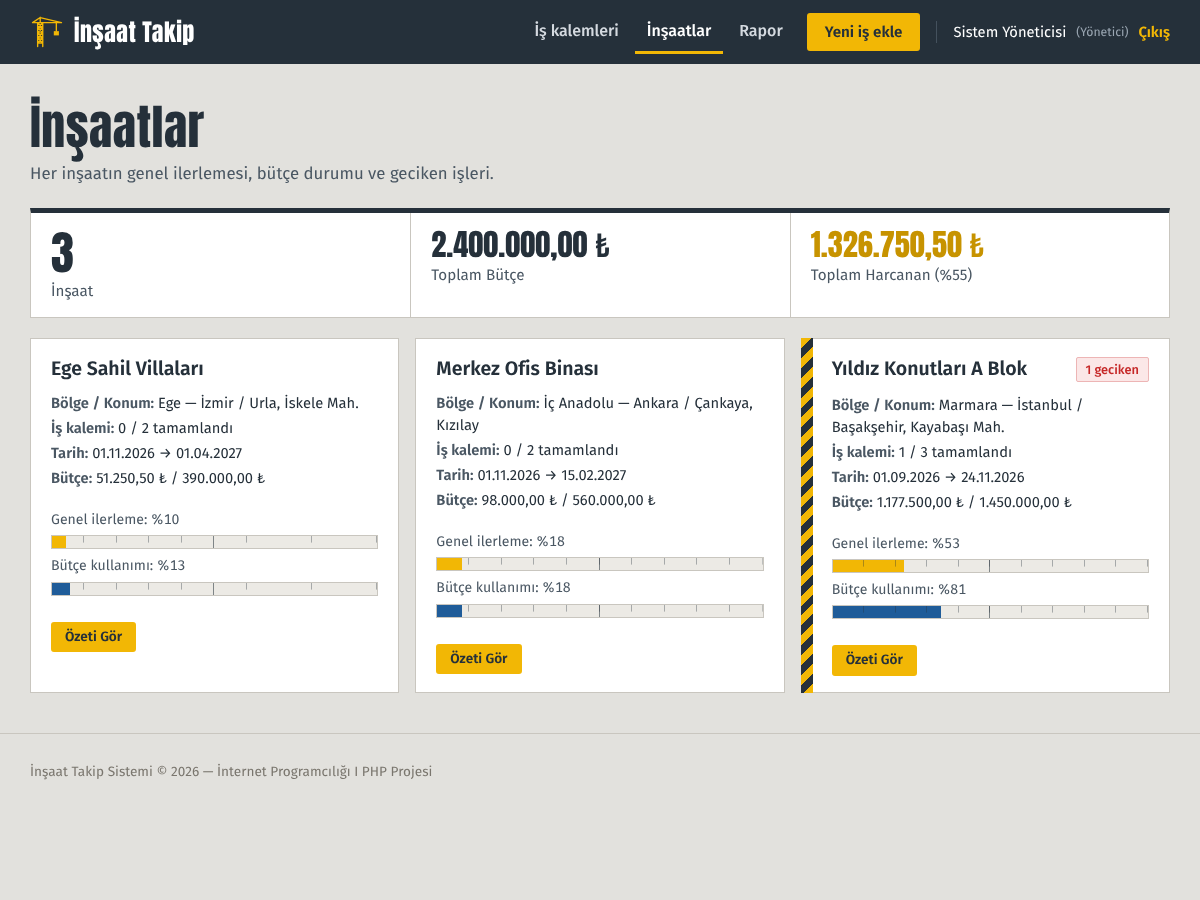 İnşaat Takip
İş kalemleri
İnşaatlar
Rapor
Yeni iş ekle
Sistem Yöneticisi (Yönetici) Çıkış
İnşaatlar
Her inşaatın genel ilerlemesi, bütçe durumu ve geciken işleri.
3
İnşaat
2.400.000,00 ₺
Toplam Bütçe
1.326.750,50 ₺
Toplam Harcanan (%55)
Ege Sahil Villaları
Bölge / Konum: Ege — İzmir / Urla, İskele Mah.
İş kalemi: 0 / 2 tamamlandı
Tarih: 01.11.2026 → 01.04.2027
Bütçe: 51.250,50 ₺ / 390.000,00 ₺
Genel ilerleme: %10
Bütçe kullanımı: %13
Özeti Gör
Merkez Ofis Binası
Bölge / Konum: İç Anadolu — Ankara / Çankaya,
Kızılay
İş kalemi: 0 / 2 tamamlandı
Tarih: 01.11.2026 → 15.02.2027
Bütçe: 98.000,00 ₺ / 560.000,00 ₺
Genel ilerleme: %18
Bütçe kullanımı: %18
Özeti Gör
Yıldız Konutları A Blok
1 geciken
Bölge / Konum: Marmara — İstanbul /
Başakşehir, Kayabaşı Mah.
İş kalemi: 1 / 3 tamamlandı
Tarih: 01.09.2026 → 24.11.2026
Bütçe: 1.177.500,00 ₺ / 1.450.000,00 ₺
Genel ilerleme: %53
Bütçe kullanımı: %81
Özeti Gör
İnşaat Takip Sistemi © 2026 — İnternet Programcılığı I PHP Projesi